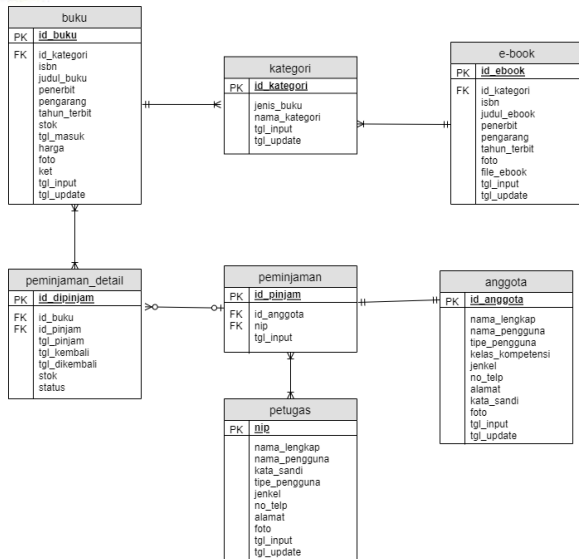 buku
PK id_buku
FK id_kategori
isbn
judul_buku
penerbit
pengarang
tahun_terbit
stok
tgl_masuk
harga
foto
ket
tgl_input
tgl_update
kategori
PK id_kategori
jenis_buku
nama_kategori
tgl_input
tgl_update
e-book
PK id_ebook
FK id_kategori
isbn
judul_ebook
penerbit
pengarang
tahun_terbit
foto
file_ebook
tgl_input
tgl_update
peminjaman_detail
PK id_dipinjam
FK id_buku
FK id_pinjam
tgl_pinjam
tgl_kembali
tgl_dikembali
stok
status
peminjaman
PK id_pinjam
FK id_anggota
FK nip
tgl_input
anggota
PK id_anggota
nama_lengkap
nama_pengguna
tipe_pengguna
kelas_kompetensi
jenkel
no_telp
alamat
kata_sandi
foto
tgl_input
tgl_update
petugas
PK nip
nama_lengkap
nama_pengguna
kata_sandi
tipe_pengguna
jenkel
no_telp
alamat
foto
tgl_input
tgl_update